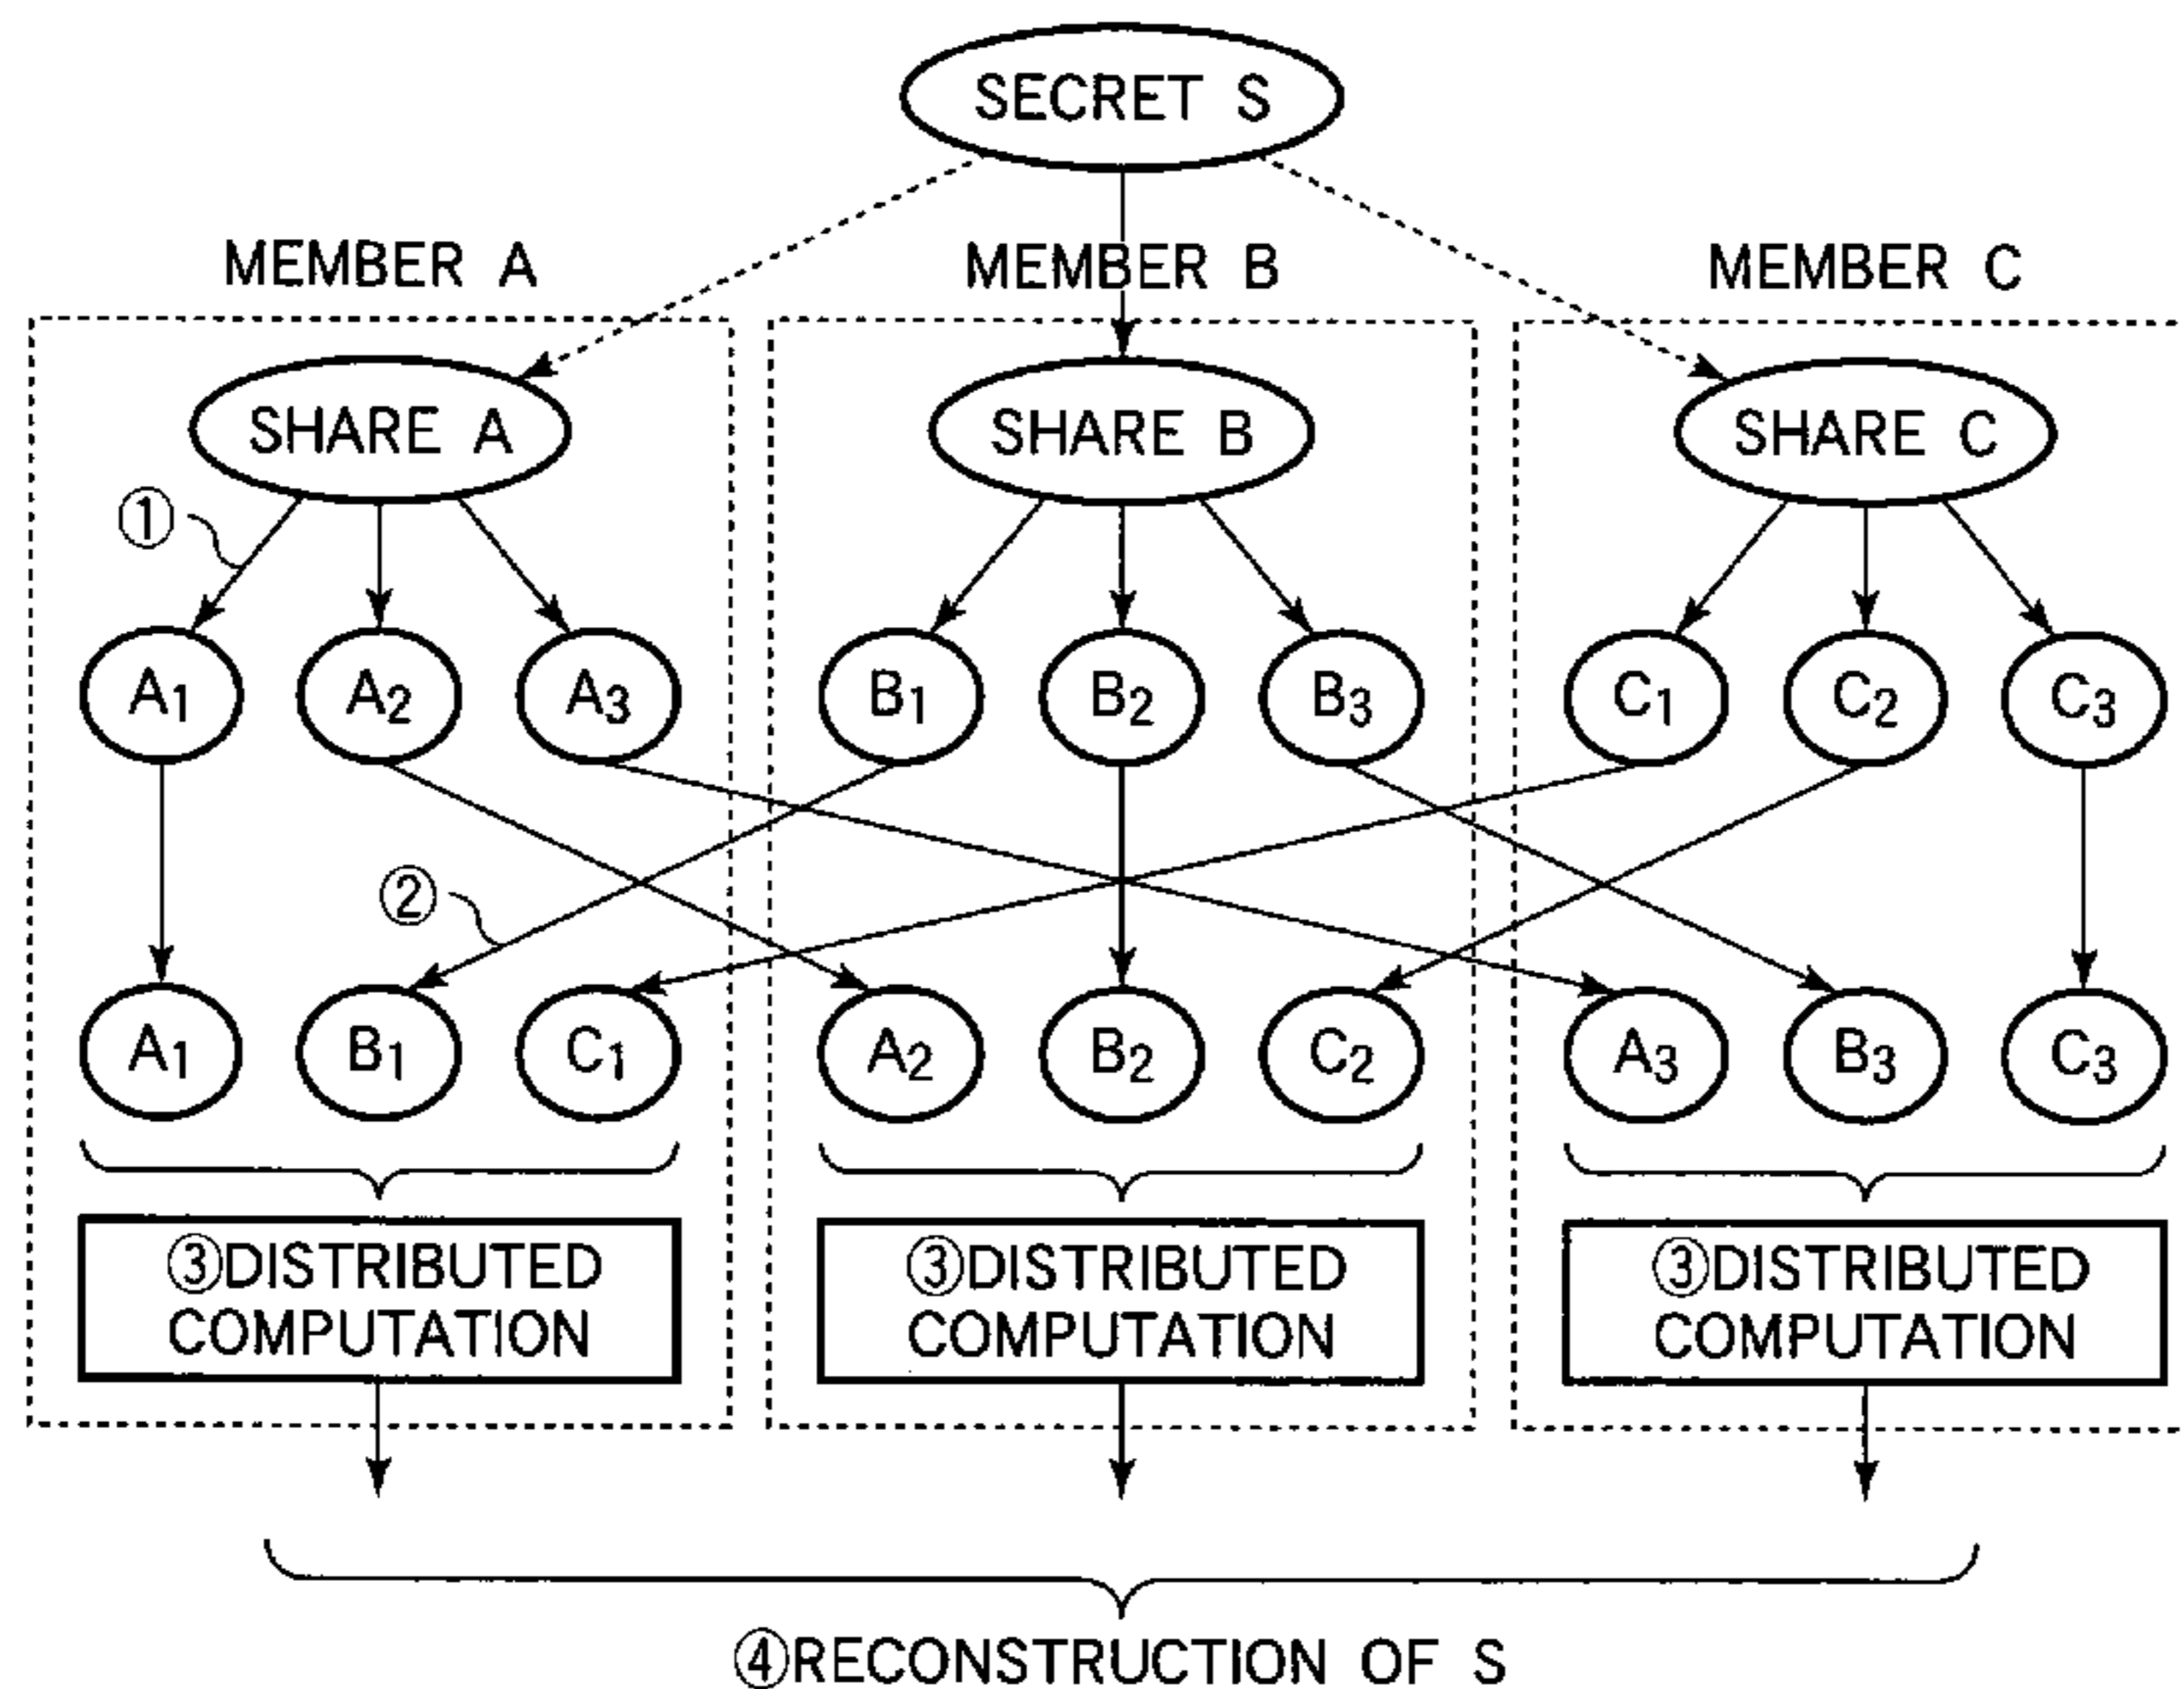 SECRET S
MEMBER A MEMBER B MEMBER C
SHARE A SHARE B SHARE C
①
A1 A2 A3 B1 B2 B3 C1 C2 C3
②
A1 B1 C1 A2 B2 C2 A3 B3 C3
③DISTRIBUTED COMPUTATION
③DISTRIBUTED COMPUTATION
③DISTRIBUTED COMPUTATION
④RECONSTRUCTION OF S